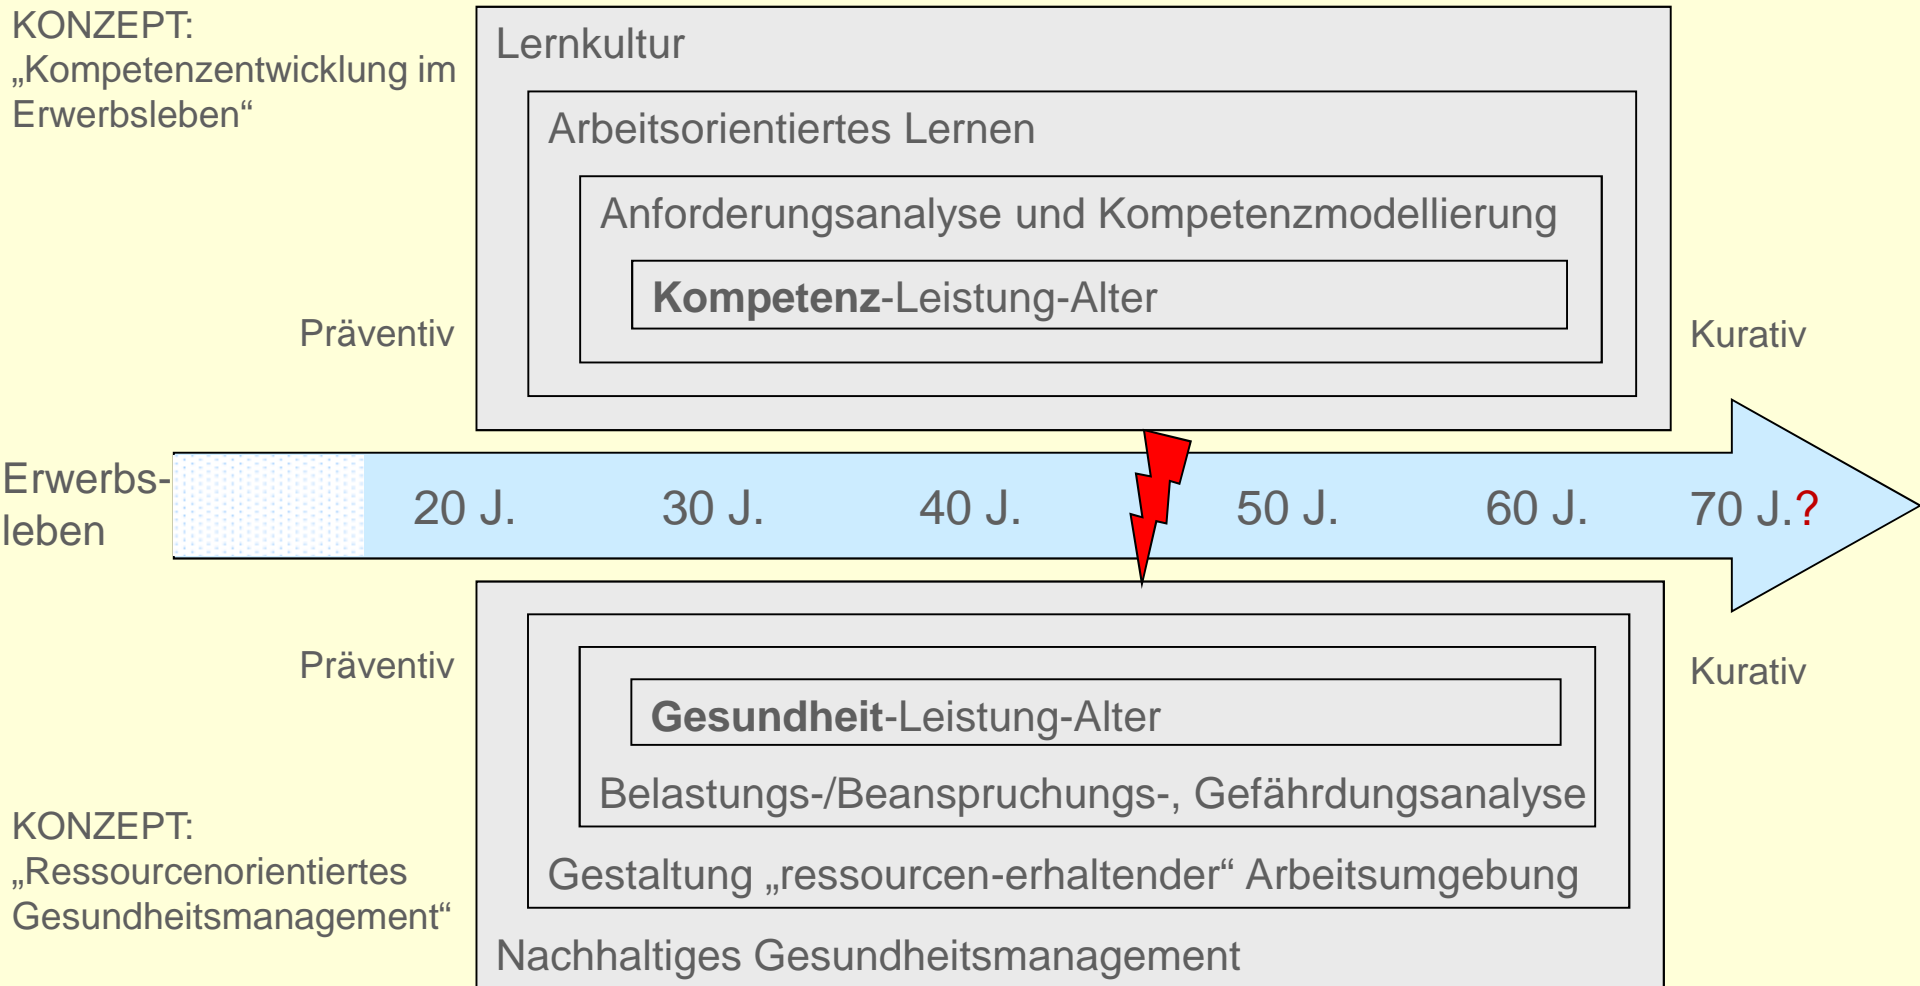 KONZEPT:
„Kompetenzentwicklung im
Erwerbsleben“
Lernkultur
Arbeitsorientiertes Lernen
Anforderungsanalyse und Kompetenzmodellierung
Kompetenz-Leistung-Alter
Präventiv
Kurativ
Erwerbs-
leben
20 J.
30 J.
40 J.
50 J.
60 J.
70 J.?
Präventiv
Kurativ
Gesundheit-Leistung-Alter
Belastungs-/Beanspruchungs-, Gefährdungsanalyse
Gestaltung „ressourcen-erhaltender“ Arbeitsumgebung
Nachhaltiges Gesundheitsmanagement
KONZEPT:
„Ressourcenorientiertes
Gesundheitsmanagement“